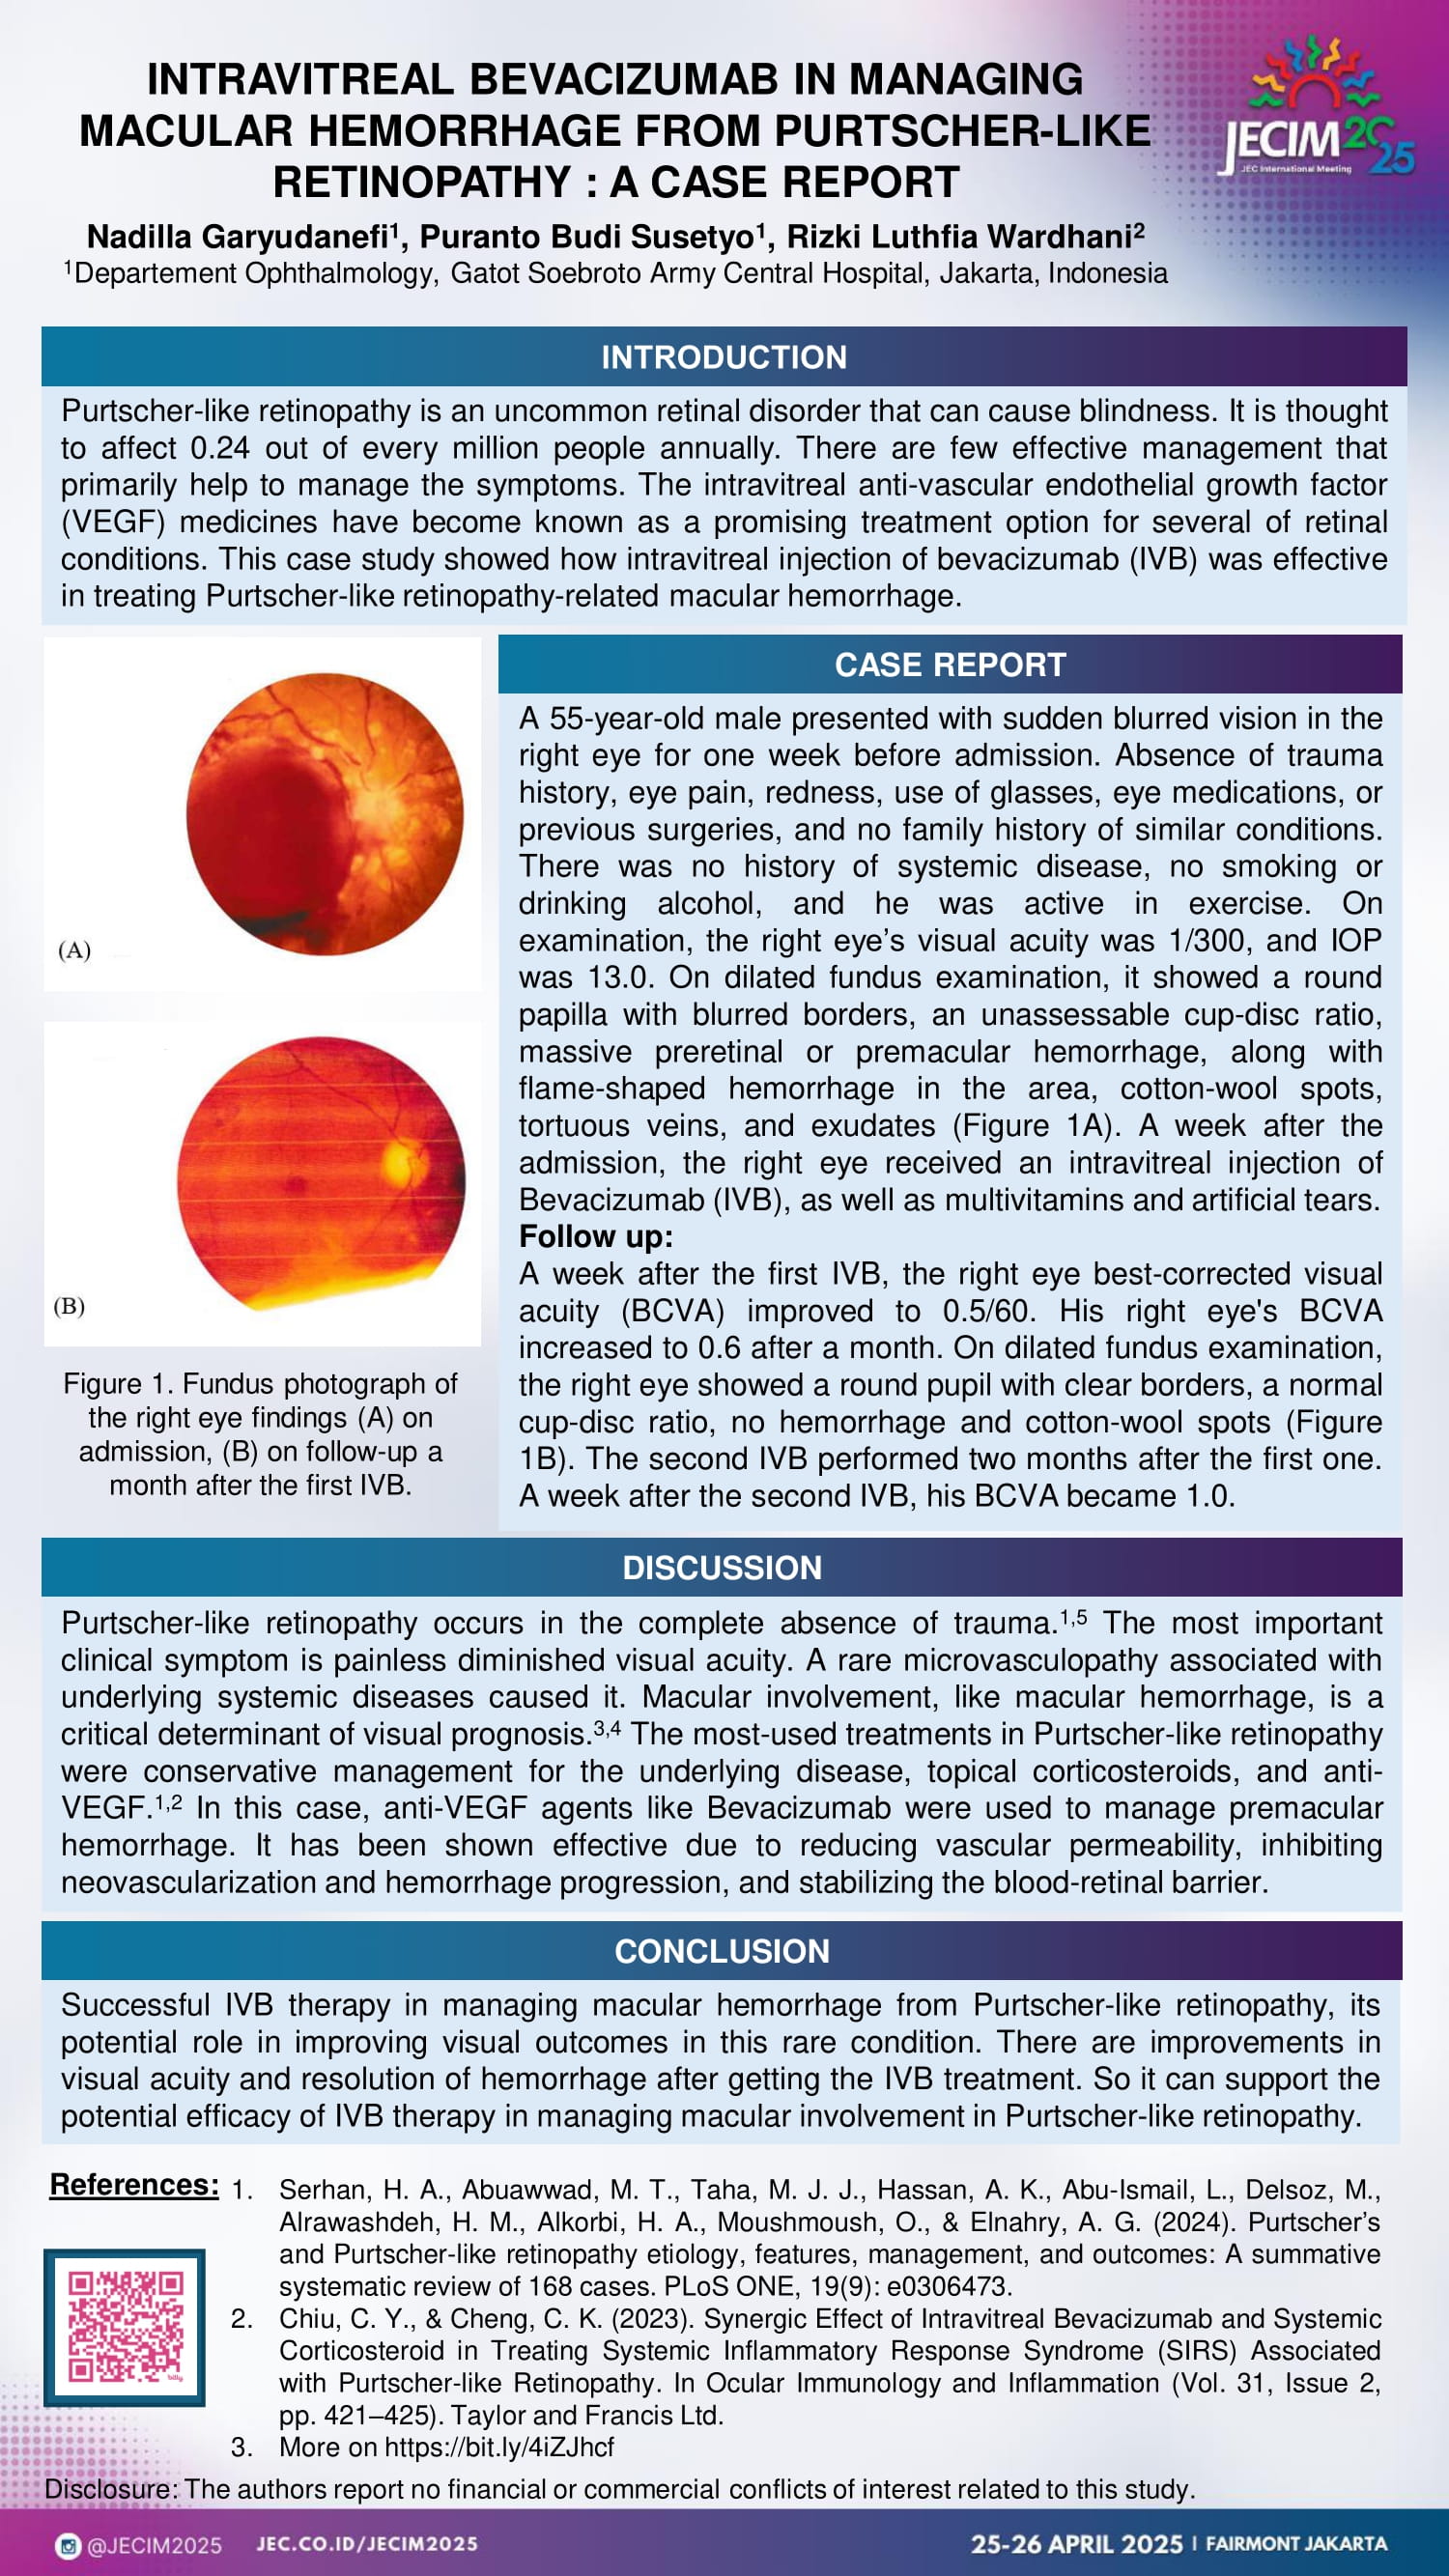 INTRAVITREAL BEVACIZUMAB IN MANAGING
MACULAR HEMORRHAGE FROM PURTSCHER-LIKE
RETINOPATHY : A CASE REPORT
JECIM 2025
JEC International Meeting
Nadilla Garyudanefi¹, Puranto Budi Susetyo¹, Rizki Luthfia Wardhani²
¹Departement Ophthalmology, Gatot Soebroto Army Central Hospital, Jakarta, Indonesia
INTRODUCTION
Purtscher-like retinopathy is an uncommon retinal disorder that can cause blindness. It is thought
to affect 0.24 out of every million people annually. There are few effective management that
primarily help to manage the symptoms. The intravitreal anti-vascular endothelial growth factor
(VEGF) medicines have become known as a promising treatment option for several of retinal
conditions. This case study showed how intravitreal injection of bevacizumab (IVB) was effective
in treating Purtscher-like retinopathy-related macular hemorrhage.
(A)
(B)
Figure 1. Fundus photograph of
the right eye findings (A) on
admission, (B) on follow-up a
month after the first IVB.
CASE REPORT
A 55-year-old male presented with sudden blurred vision in the
right eye for one week before admission. Absence of trauma
history, eye pain, redness, use of glasses, eye medications, or
previous surgeries, and no family history of similar conditions.
There was no history of systemic disease, no smoking or
drinking alcohol, and he was active in exercise. On
examination, the right eye’s visual acuity was 1/300, and IOP
was 13.0. On dilated fundus examination, it showed a round
papilla with blurred borders, an unassessable cup-disc ratio,
massive preretinal or premacular hemorrhage, along with
flame-shaped hemorrhage in the area, cotton-wool spots,
tortuous veins, and exudates (Figure 1A). A week after the
admission, the right eye received an intravitreal injection of
Bevacizumab (IVB), as well as multivitamins and artificial tears.
Follow up:
A week after the first IVB, the right eye best-corrected visual
acuity (BCVA) improved to 0.5/60. His right eye's BCVA
increased to 0.6 after a month. On dilated fundus examination,
the right eye showed a round pupil with clear borders, a normal
cup-disc ratio, no hemorrhage and cotton-wool spots (Figure
1B). The second IVB performed two months after the first one.
A week after the second IVB, his BCVA became 1.0.
DISCUSSION
Purtscher-like retinopathy occurs in the complete absence of trauma.¹,⁵ The most important
clinical symptom is painless diminished visual acuity. A rare microvasculopathy associated with
underlying systemic diseases caused it. Macular involvement, like macular hemorrhage, is a
critical determinant of visual prognosis.³,⁴ The most-used treatments in Purtscher-like retinopathy
were conservative management for the underlying disease, topical corticosteroids, and anti-
VEGF.¹,² In this case, anti-VEGF agents like Bevacizumab were used to manage premacular
hemorrhage. It has been shown effective due to reducing vascular permeability, inhibiting
neovascularization and hemorrhage progression, and stabilizing the blood-retinal barrier.
CONCLUSION
Successful IVB therapy in managing macular hemorrhage from Purtscher-like retinopathy, its
potential role in improving visual outcomes in this rare condition. There are improvements in
visual acuity and resolution of hemorrhage after getting the IVB treatment. So it can support the
potential efficacy of IVB therapy in managing macular involvement in Purtscher-like retinopathy.
References:
1. Serhan, H. A., Abuawwad, M. T., Taha, M. J. J., Hassan, A. K., Abu-Ismail, L., Delsoz, M.,
Alrawashdeh, H. M., Alkorbi, H. A., Moushmoush, O., & Elnahry, A. G. (2024). Purtscher’s
and Purtscher-like retinopathy etiology, features, management, and outcomes: A summative
systematic review of 168 cases. PLoS ONE, 19(9): e0306473.
2. Chiu, C. Y., & Cheng, C. K. (2023). Synergic Effect of Intravitreal Bevacizumab and Systemic
Corticosteroid in Treating Systemic Inflammatory Response Syndrome (SIRS) Associated
with Purtscher-like Retinopathy. In Ocular Immunology and Inflammation (Vol. 31, Issue 2,
pp. 421–425). Taylor and Francis Ltd.
3. More on https://bit.ly/4iZJhcf
bitly
Disclosure: The authors report no financial or commercial conflicts of interest related to this study.
@JECIM2025 JEC.CO.ID/JECIM2025
25-26 APRIL 2025 | FAIRMONT JAKARTA